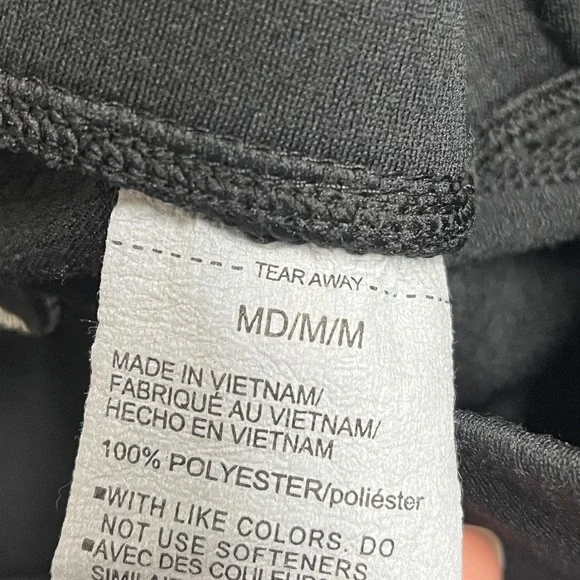 TEAR AWAY
MD/M/M
MADE IN VIETNAM/
FABRIQUÉ AU VIETNAM/
HECHO EN VIETNAM
100% POLYESTER/poliéster
■WITH LIKE COLORS. DO
NOT USE SOFTENERS
■AVEC DES COULEURS